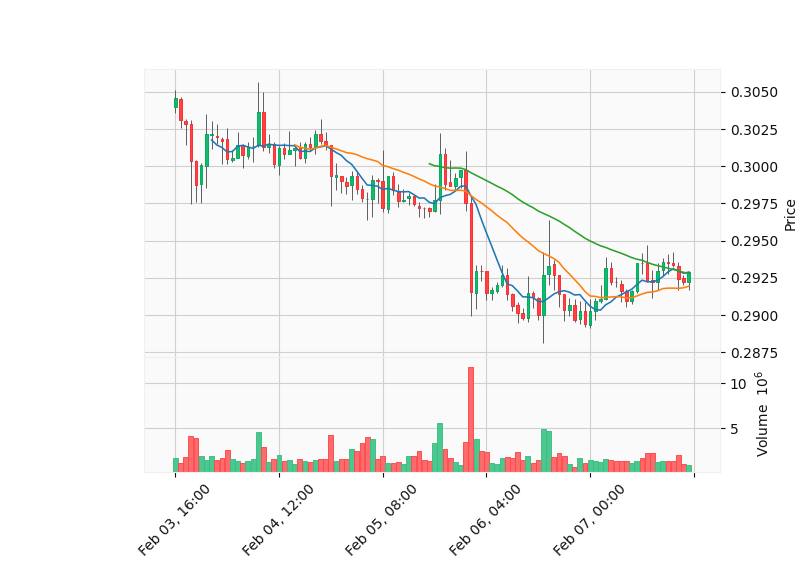 0.3050
0.3025
0.3000
0.2975
0.2950
0.2925
0.2900
0.2875
Price
10
5
Volume 10^6
Feb 03, 16:00
Feb 04, 12:00
Feb 05, 08:00
Feb 06, 04:00
Feb 07, 00:00